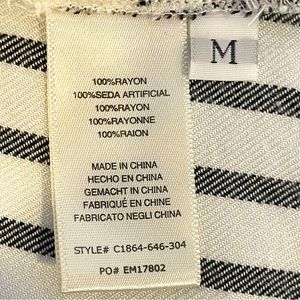 M
100%RAYON
100%SEDA ARTIFICIAL
100%RAYON
100%RAYONNE
100%RAION
MADE IN CHINA
HECHO EN CHINA
GEMACHT IN CHINA
FABRIQUÉ EN CHINE
FABRICATO NEGLI CHINA
STYLE# C1864-646-304
PO# EM17802